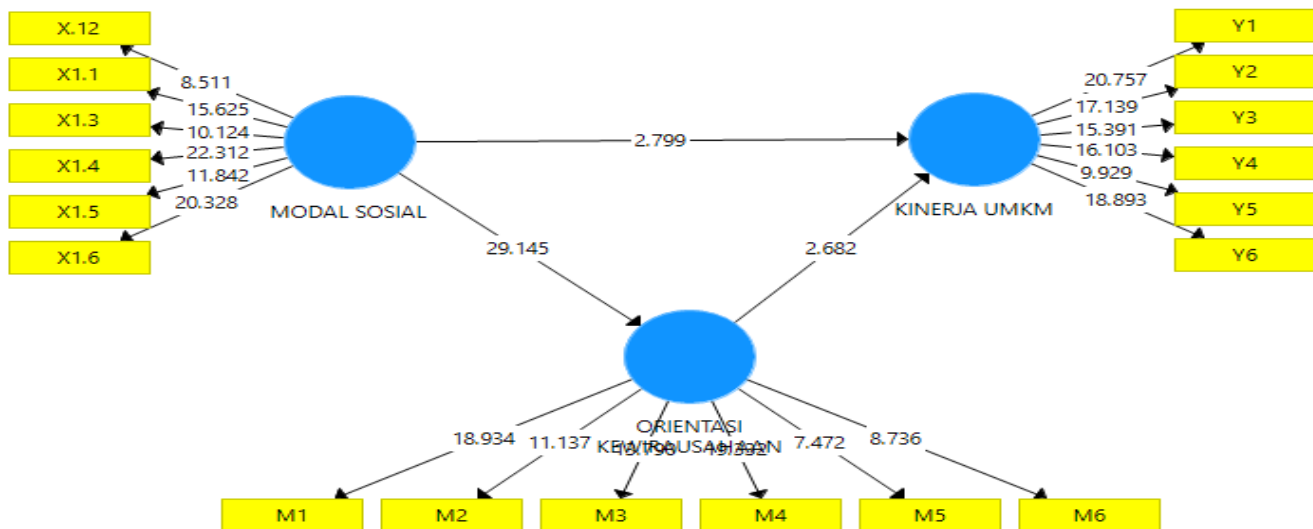 X.12
X1.1
X1.3
X1.4
X1.5
X1.6
8.511
15.625
10.124
22.312
11.842
20.328
MODAL SOSIAL
2.799
29.145
2.682
KINERJA UMKM
Y1
Y2
Y3
Y4
Y5
Y6
20.757
17.139
15.391
16.103
9.929
18.893
ORIENTASI
KEWIRAUSAHAAN
18.934
11.137
7.472
8.736
M1
M2
M3
M4
M5
M6